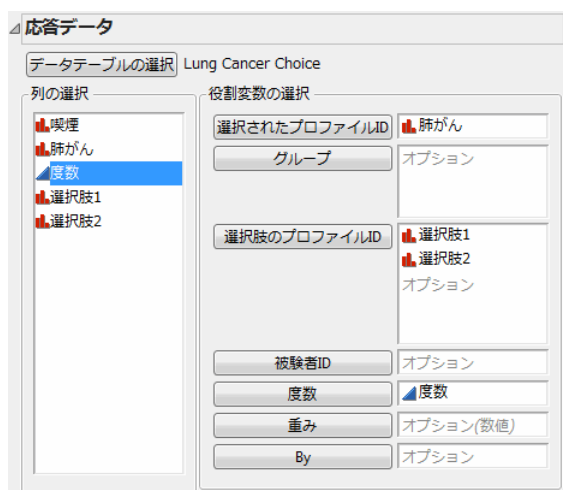 応答データ
データテーブルの選択 Lung Cancer Choice
列の選択
喫煙
肺がん
度数
選択肢1
選択肢2
役割変数の選択
選択されたプロファイルID 肺がん
グループ オプション
選択肢のプロファイルID 選択肢1
選択肢2
オプション
被験者ID オプション
度数 度数
重み オプション(数値)
By オプション